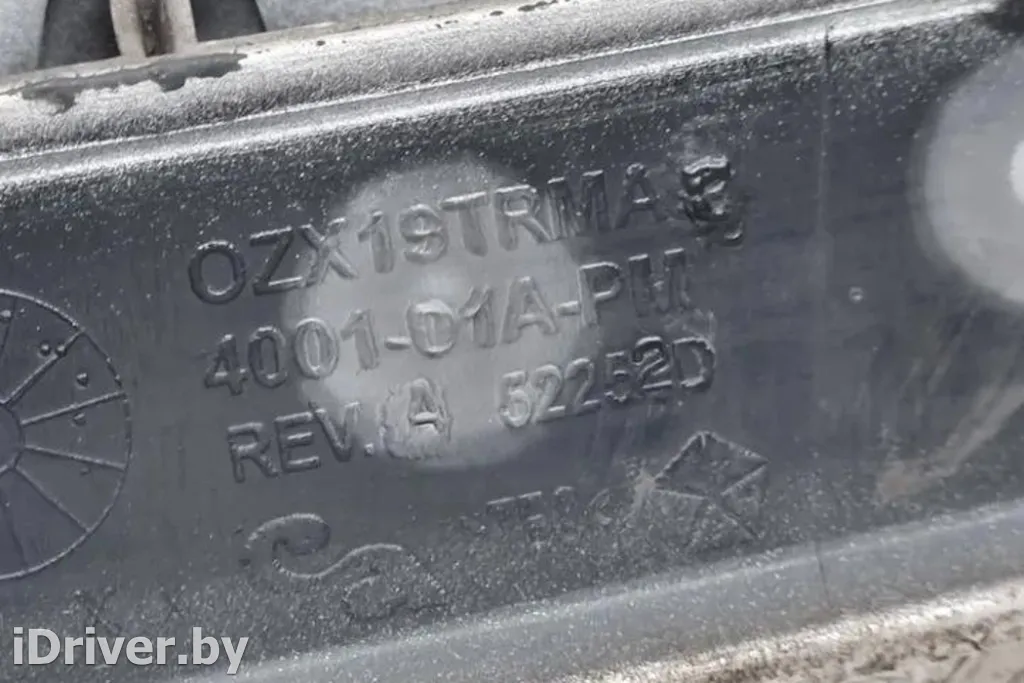 OZX19TRMA
4001-01A-PM
REV. A 52252D
iDriver.by